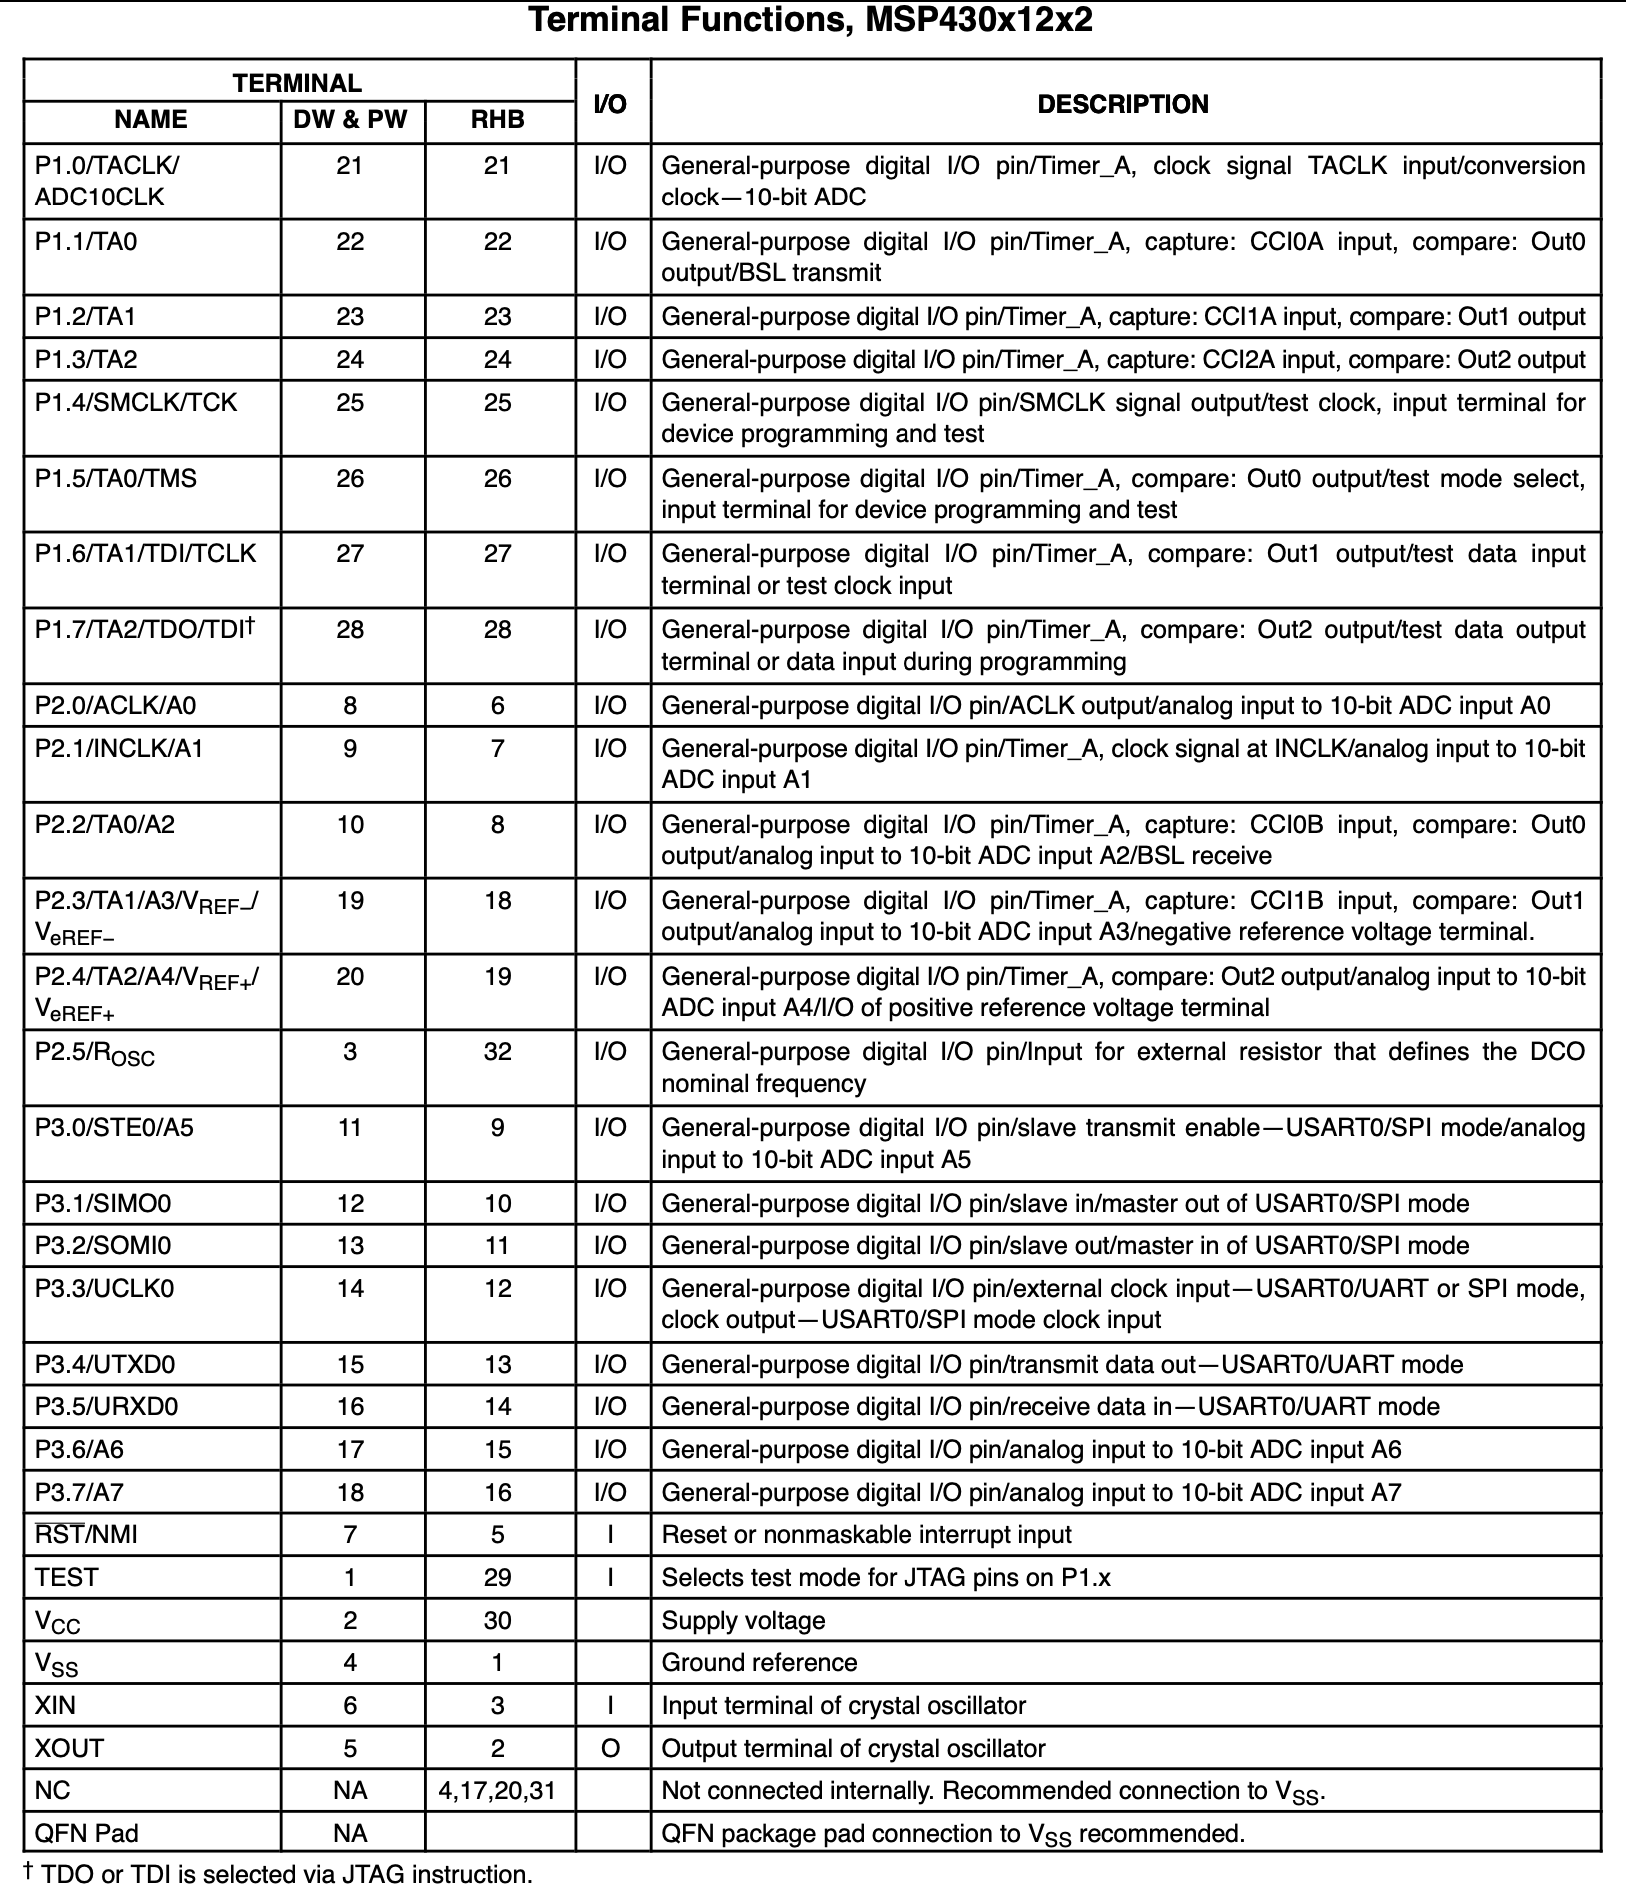 Terminal Functions, MSP430x12x2
TERMINAL
I/O
DESCRIPTION
NAME DW & PW RHB
P1.0/TACLK/ 21 21 I/O General-purpose digital I/O pin/Timer_A, clock signal TACLK input/conversion
ADC10CLK clock—10-bit ADC
P1.1/TA0 22 22 I/O General-purpose digital I/O pin/Timer_A, capture: CCI0A input, compare: Out0
output/BSL transmit
P1.2/TA1 23 23 I/O General-purpose digital I/O pin/Timer_A, capture: CCI1A input, compare: Out1 output
P1.3/TA2 24 24 I/O General-purpose digital I/O pin/Timer_A, capture: CCI2A input, compare: Out2 output
P1.4/SMCLK/TCK 25 25 I/O General-purpose digital I/O pin/SMCLK signal output/test clock, input terminal for
device programming and test
P1.5/TA0/TMS 26 26 I/O General-purpose digital I/O pin/Timer_A, compare: Out0 output/test mode select,
input terminal for device programming and test
P1.6/TA1/TDI/TCLK 27 27 I/O General-purpose digital I/O pin/Timer_A, compare: Out1 output/test data input
terminal or test clock input
P1.7/TA2/TDO/TDI† 28 28 I/O General-purpose digital I/O pin/Timer_A, compare: Out2 output/test data output
terminal or data input during programming
P2.0/ACLK/A0 8 6 I/O General-purpose digital I/O pin/ACLK output/analog input to 10-bit ADC input A0
P2.1/INCLK/A1 9 7 I/O General-purpose digital I/O pin/Timer_A, clock signal at INCLK/analog input to 10-bit
ADC input A1
P2.2/TA0/A2 10 8 I/O General-purpose digital I/O pin/Timer_A, capture: CCI0B input, compare: Out0
output/analog input to 10-bit ADC input A2/BSL receive
P2.3/TA1/A3/VREF–/ 19 18 I/O General-purpose digital I/O pin/Timer_A, capture: CCI1B input, compare: Out1
VeREF– output/analog input to 10-bit ADC input A3/negative reference voltage terminal.
P2.4/TA2/A4/VREF+/ 20 19 I/O General-purpose digital I/O pin/Timer_A, compare: Out2 output/analog input to 10-bit
VeREF+ ADC input A4/I/O of positive reference voltage terminal
P2.5/ROSC 3 32 I/O General-purpose digital I/O pin/Input for external resistor that defines the DCO
nominal frequency
P3.0/STE0/A5 11 9 I/O General-purpose digital I/O pin/slave transmit enable—USART0/SPI mode/analog
input to 10-bit ADC input A5
P3.1/SIMO0 12 10 I/O General-purpose digital I/O pin/slave in/master out of USART0/SPI mode
P3.2/SOMI0 13 11 I/O General-purpose digital I/O pin/slave out/master in of USART0/SPI mode
P3.3/UCLK0 14 12 I/O General-purpose digital I/O pin/external clock input—USART0/UART or SPI mode,
clock output—USART0/SPI mode clock input
P3.4/UTXD0 15 13 I/O General-purpose digital I/O pin/transmit data out—USART0/UART mode
P3.5/URXD0 16 14 I/O General-purpose digital I/O pin/receive data in—USART0/UART mode
P3.6/A6 17 15 I/O General-purpose digital I/O pin/analog input to 10-bit ADC input A6
P3.7/A7 18 16 I/O General-purpose digital I/O pin/analog input to 10-bit ADC input A7
RST/NMI 7 5 I Reset or nonmaskable interrupt input
TEST 1 29 I Selects test mode for JTAG pins on P1.x
VCC 2 30 Supply voltage
VSS 4 1 Ground reference
XIN 6 3 I Input terminal of crystal oscillator
XOUT 5 2 O Output terminal of crystal oscillator
NC NA 4,17,20,31 Not connected internally. Recommended connection to VSS.
QFN Pad NA QFN package pad connection to VSS recommended.
† TDO or TDI is selected via JTAG instruction.